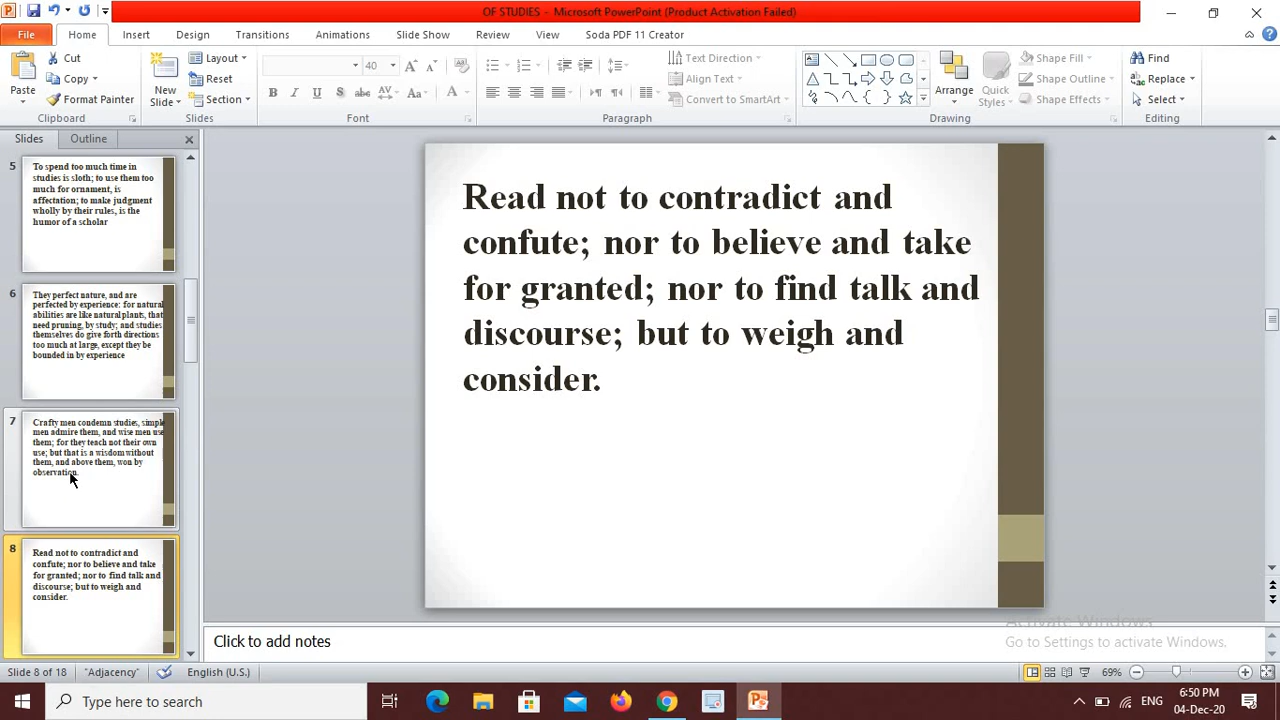 OF STUDIES - Microsoft PowerPoint (Product Activation Failed)
File Home Insert Design Transitions Animations Slide Show Review View Soda PDF 11 Creator
Paste
Cut
Copy
Format Painter
Clipboard
New
Slide
Layout
Reset
Section
Slides
40
B I U S abc AV Aa A
Font
Text Direction
Align Text
Convert to SmartArt
Paragraph
Arrange
Quick
Styles
Shape Fill
Shape Outline
Shape Effects
Drawing
Find
Replace
Select
Editing
Slides Outline
5
To spend too much time in
studies is sloth; to use them too
much for ornament, is
affectation; to make judgment
wholly by their rules, is the
humor of a scholar
6
They perfect nature, and are
perfected by experience: for natural
abilities are like natural plants, that
need pruning, by study; and studies
themselves do give forth directions
too much at large, except they be
bounded in by experience
7
Crafty men condemn studies, simple
men admire them, and wise men use
them; for they teach not their own
use; but that is a wisdom without
them, and above them, won by
observation.
8
Read not to contradict and
confute; nor to believe and take
for granted; nor to find talk and
discourse; but to weigh and
consider.
Read not to contradict and
confute; nor to believe and take
for granted; nor to find talk and
discourse; but to weigh and
consider.
Click to add notes
Activate Windows
Go to Settings to activate Windows.
Slide 8 of 18 "Adjacency" English (U.S.) 69%
Type here to search
ENG
6:50 PM
04-Dec-20